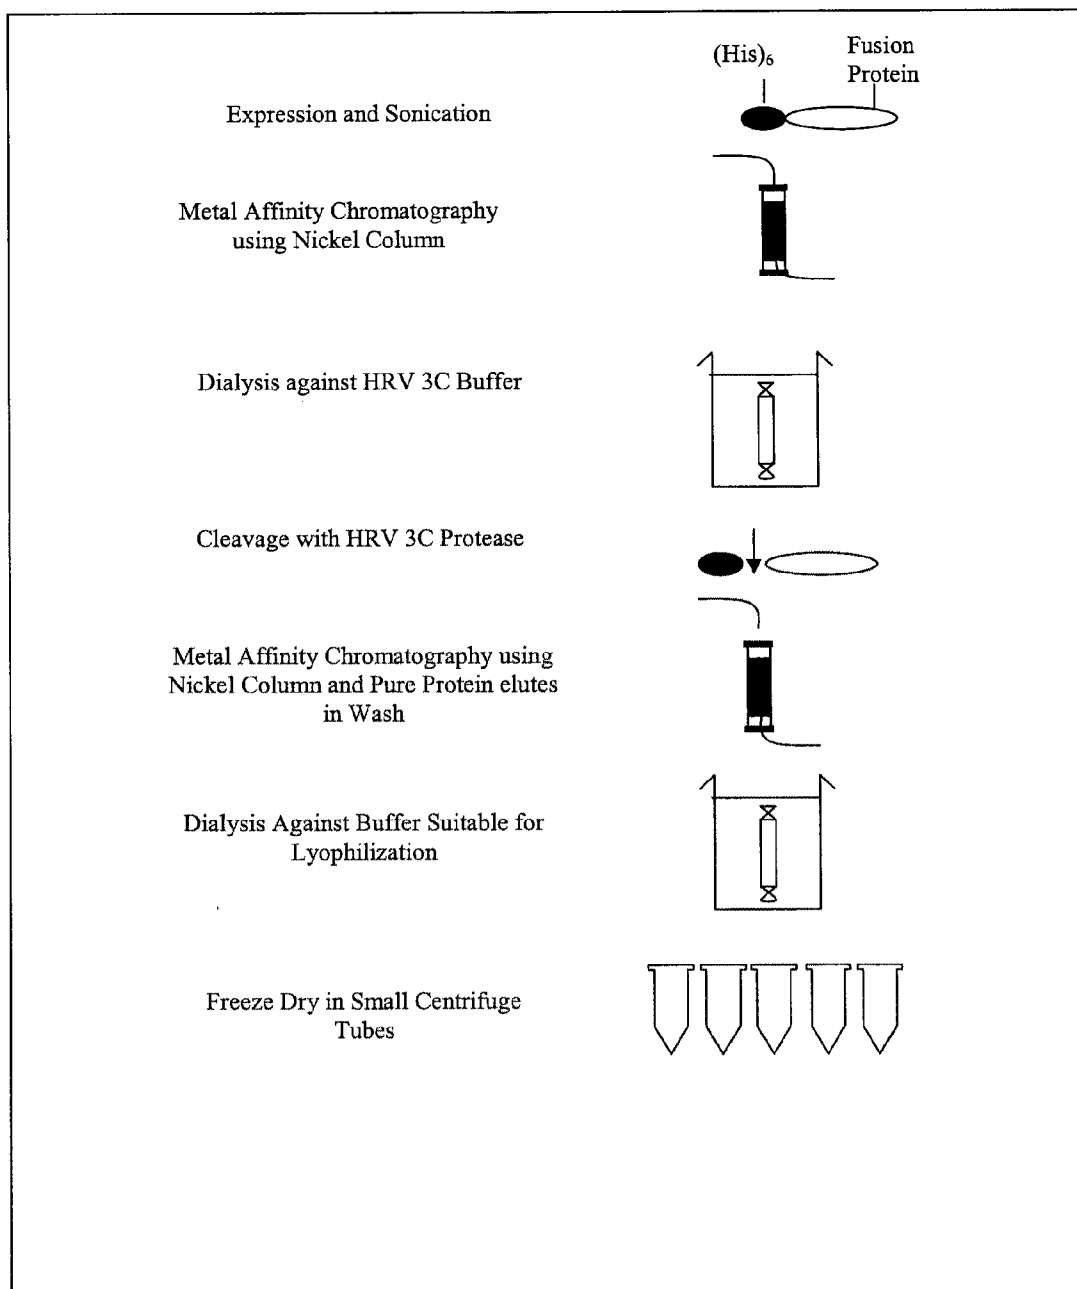 (His)6
Fusion
Protein
Expression and Sonication
Metal Affinity Chromatography
using Nickel Column
Dialysis against HRV 3C Buffer
Cleavage with HRV 3C Protease
Metal Affinity Chromatography using
Nickel Column and Pure Protein elutes
in Wash
Dialysis Against Buffer Suitable for
Lyophilization
Freeze Dry in Small Centrifuge
Tubes